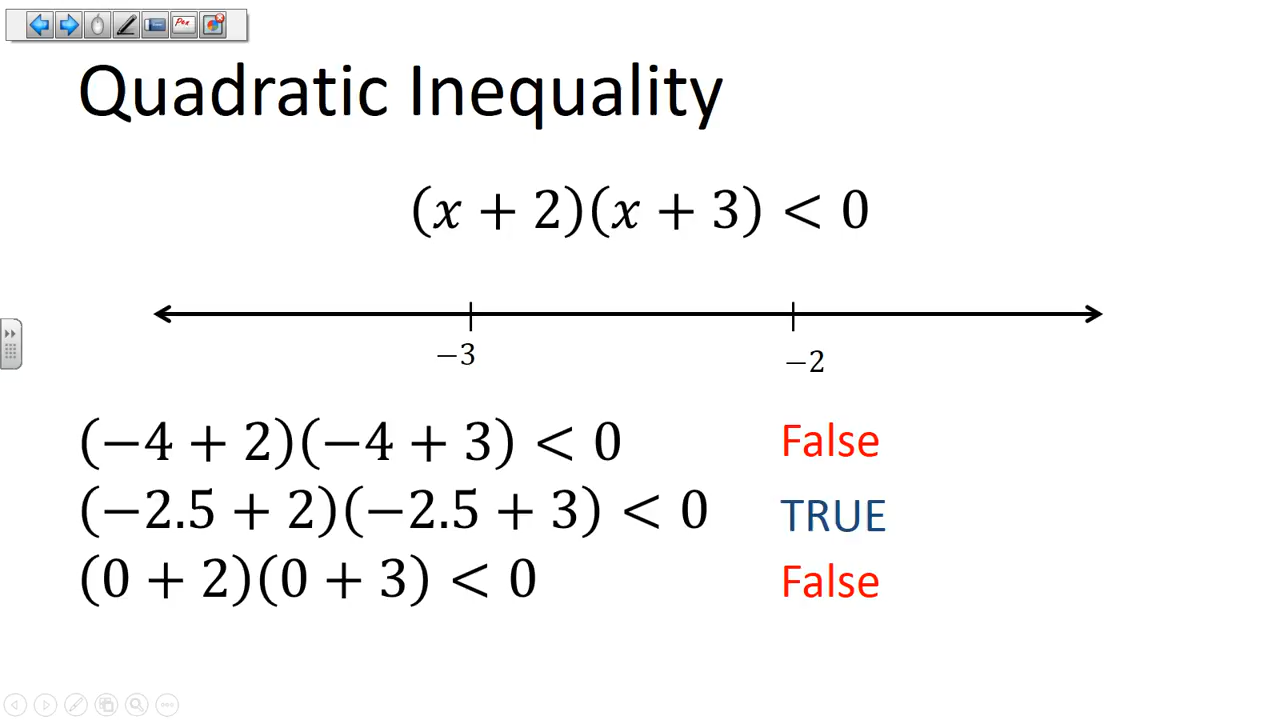 Quadratic Inequality
(x + 2)(x + 3) < 0
−3
−2
(−4 + 2)(−4 + 3) < 0 False
(−2.5 + 2)(−2.5 + 3) < 0 TRUE
(0 + 2)(0 + 3) < 0 False